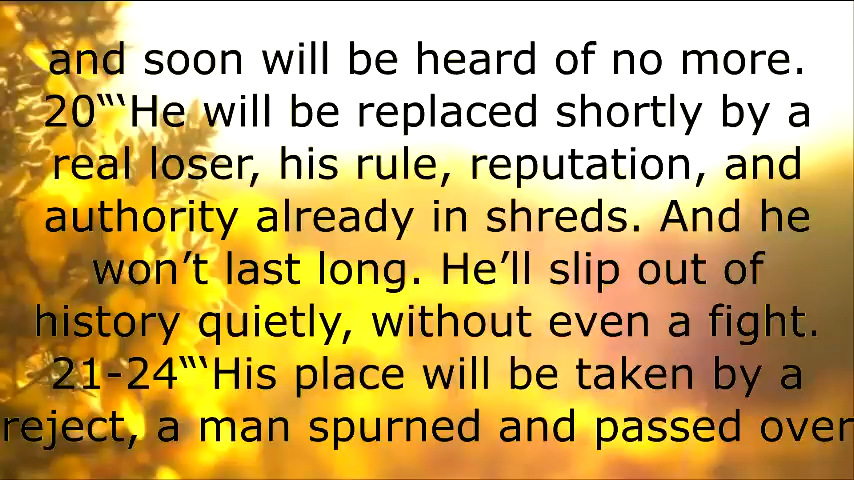 and soon will be heard of no more.
20“‘He will be replaced shortly by a
real loser, his rule, reputation, and
authority already in shreds. And he
won’t last long. He’ll slip out of
history quietly, without even a fight.
21-24“‘His place will be taken by a
reject, a man spurned and passed over